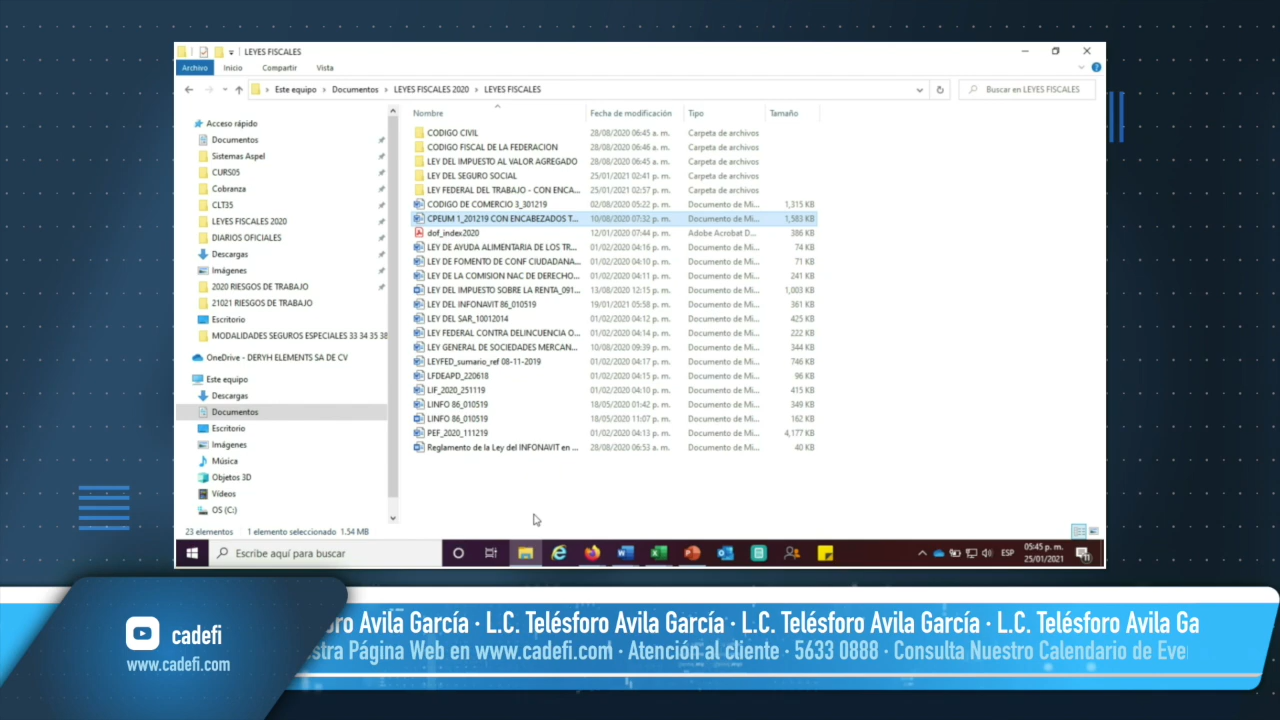 LEYES FISCALES
Archivo Inicio Compartir Vista
Este equipo > Documentos > LEYES FISCALES 2020 > LEYES FISCALES
Buscar en LEYES FISCALES
Acceso rápido
Documentos
Sistemas Aspel
CURS05
Cobranza
CLT35
LEYES FISCALES 2020
DIARIOS OFICIALES
Descargas
Imágenes
2020 RIESGOS DE TRABAJO
21021 RIESGOS DE TRABAJO
Escritorio
MODALIDADES SEGUROS ESPECIALES 33 34 35 38
OneDrive - DERYH ELEMENTS SA DE CV
Este equipo
Descargas
Documentos
Escritorio
Imágenes
Música
Objetos 3D
Vídeos
OS (C:)
Nombre Fecha de modificación Tipo Tamaño
CODIGO CIVIL 28/08/2020 06:45 a. m. Carpeta de archivos
CODIGO FISCAL DE LA FEDERACION 28/08/2020 06:46 a. m. Carpeta de archivos
LEY DEL IMPUESTO AL VALOR AGREGADO 28/08/2020 06:45 a. m. Carpeta de archivos
LEY DEL SEGURO SOCIAL 25/01/2021 02:41 p. m. Carpeta de archivos
LEY FEDERAL DEL TRABAJO - CON ENCA... 25/01/2021 02:57 p. m. Carpeta de archivos
CODIGO DE COMERCIO 3_301219 02/08/2020 05:22 p. m. Documento de Mi... 1,315 KB
CPEUM 1_201219 CON ENCABEZADOS T... 10/08/2020 07:32 p. m. Documento de Mi... 1,583 KB
dof_index2020 12/01/2020 07:44 p. m. Adobe Acrobat D... 386 KB
LEY DE AYUDA ALIMENTARIA DE LOS TR... 01/02/2020 04:16 p. m. Documento de Mi... 74 KB
LEY DE FOMENTO DE CONF CIUDADANA... 01/02/2020 04:10 p. m. Documento de Mi... 71 KB
LEY DE LA COMISION NAC DE DERECHO... 01/02/2020 04:11 p. m. Documento de Mi... 241 KB
LEY DEL IMPUESTO SOBRE LA RENTA_091... 13/08/2020 12:15 p. m. Documento de Mi... 1,003 KB
LEY DEL INFONAVIT 86_010519 19/01/2021 05:58 p. m. Documento de Mi... 361 KB
LEY DEL SAR_10012014 01/02/2020 04:12 p. m. Documento de Mi... 425 KB
LEY FEDERAL CONTRA DELINCUENCIA O... 01/02/2020 04:14 p. m. Documento de Mi... 222 KB
LEY GENERAL DE SOCIEDADES MERCAN... 10/08/2020 09:39 p. m. Documento de Mi... 344 KB
LEYFED_sumario_ref 08-11-2019 01/02/2020 04:17 p. m. Documento de Mi... 746 KB
LFDEAPD_220618 01/02/2020 04:15 p. m. Documento de Mi... 96 KB
LIF_2020_251119 01/02/2020 04:10 p. m. Documento de Mi... 415 KB
LINFO 86_010519 18/05/2020 01:42 p. m. Documento de Mi... 349 KB
LINFO 86_010519 18/05/2020 11:07 p. m. Documento de Mi... 162 KB
PEF_2020_111219 01/02/2020 04:13 p. m. Documento de Mi... 4,177 KB
Reglamento de la Ley del INFONAVIT en ... 28/08/2020 06:53 a. m. Documento de Mi... 40 KB
23 elementos 1 elemento seleccionado 1.54 MB
Escribe aquí para buscar
ESP
05:45 p. m.
25/01/2021
cadefi
www.cadefi.com
oro Avila García · L.C. Telésforo Avila García · L.C. Telésforo Avila García · L.C. Telésforo Avila Ga
stra Página Web en www.cadefi.com · Atención al cliente · 5633 0888 · Consulta Nuestro Calendario de Eve